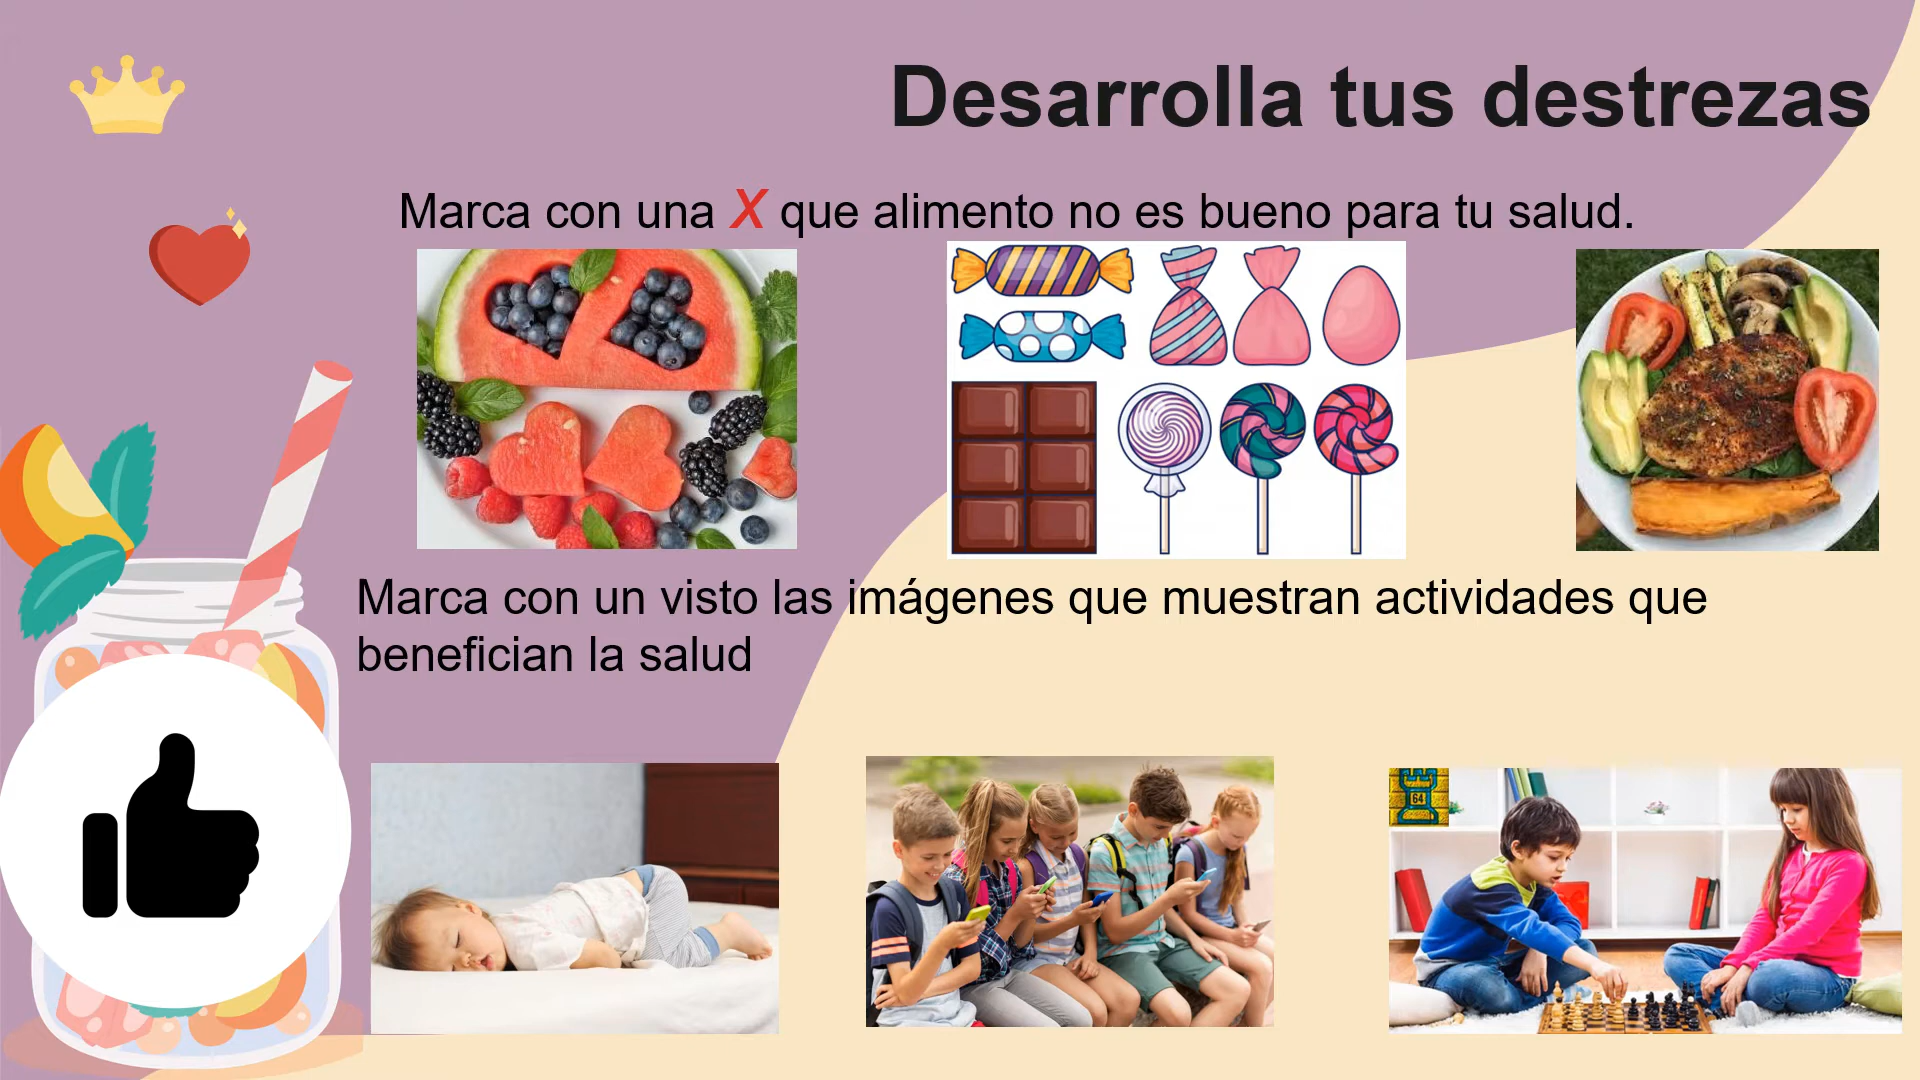 Desarrolla tus destrezas
Marca con una X que alimento no es bueno para tu salud.
Marca con un visto las imágenes que muestran actividades que
benefician la salud
64